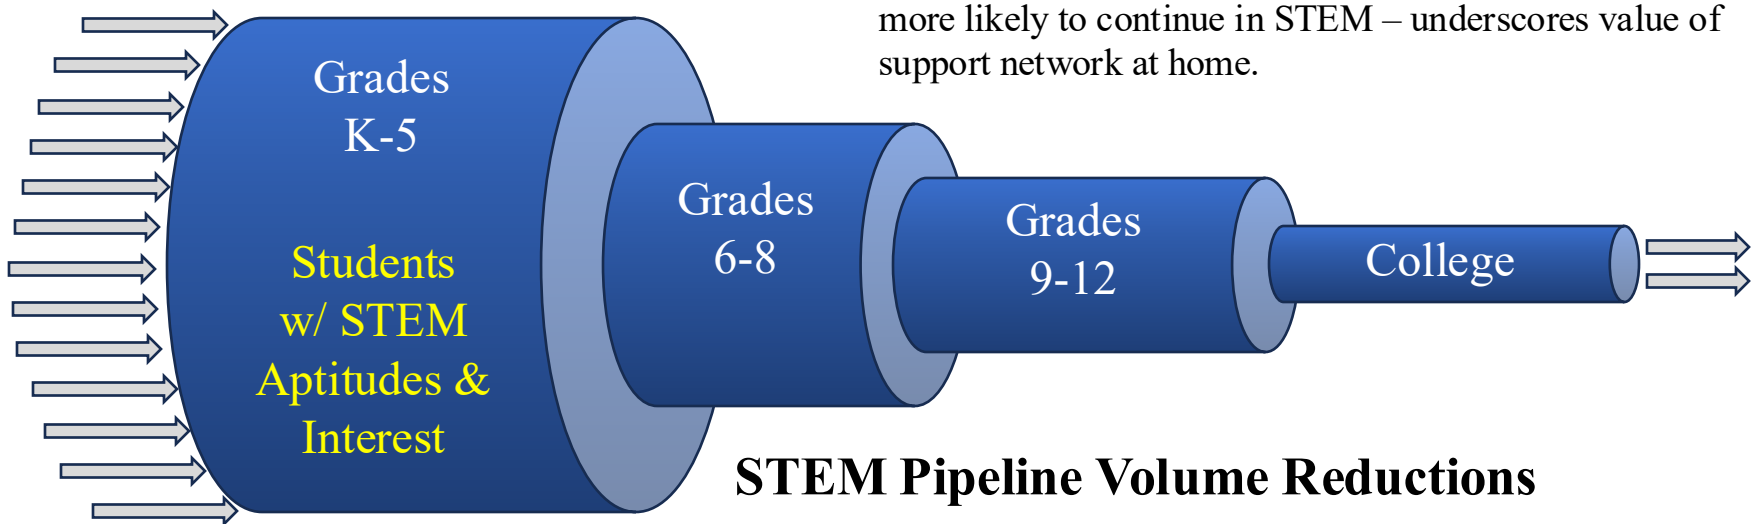 more likely to continue in STEM – underscores value of
support network at home.
Grades
K-5
Students
w/ STEM
Aptitudes &
Interest
Grades
6-8
Grades
9-12
College
STEM Pipeline Volume Reductions